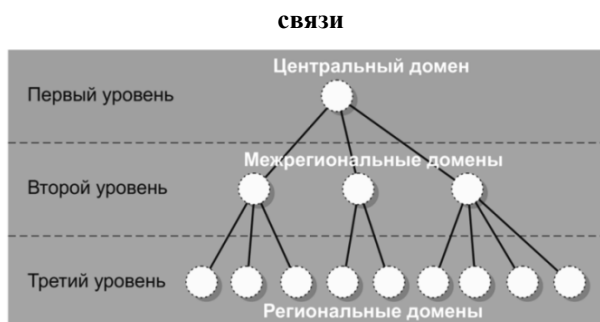 связи
Центральный домен
Первый уровень
Межрегиональные домены
Второй уровень
Третий уровень
Региональные домены